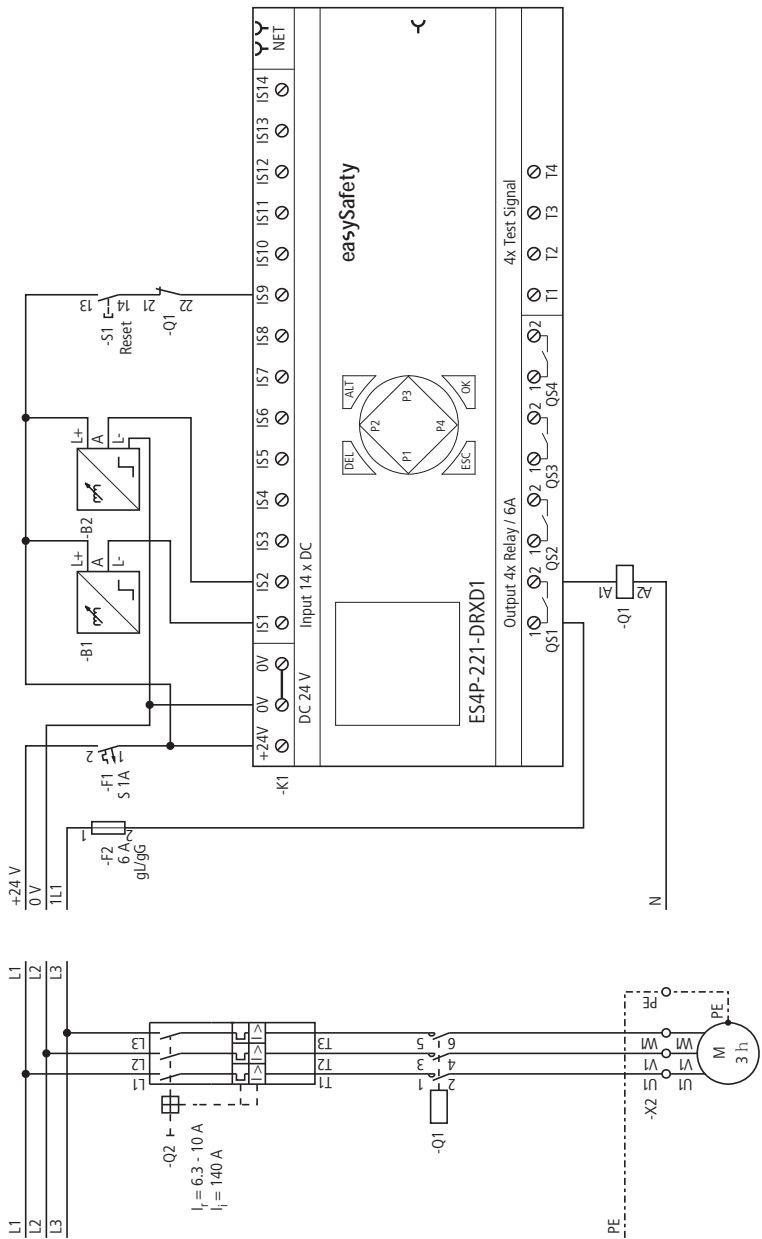 +24 V
0 V
1L1
-F2
6 A
gL/gG
1
2
-F1
S 1A
2
1
-B1
L+
A
L-
-B2
L+
A
L-
-S1
Reset
13
14
-Q1
21
22
-K1
+24V
0V
0V
IS1
IS2
IS3
IS4
IS5
IS6
IS7
IS8
IS9
IS10
IS11
IS12
IS13
IS14
NET
DC 24 V
Input 14 x DC
ES4P-221-DRXD1
easySafety
DEL
ALT
ESC
OK
P1
P2
P3
P4
Output 4x Relay / 6A
4x Test Signal
1
2
QS1
1
2
QS2
1
2
QS3
1
2
QS4
T1
T2
T3
T4
-Q1
A1
A2
N
L1
L2
L3
L1
L2
L3
-Q2
I_r = 6.3 - 10 A
I_i = 140 A
L1
L2
L3
I>
I>
I>
T1
T2
T3
-Q1
1
3
5
2
4
6
PE
-X2
U1
V1
W1
PE
U1
V1
W1
PE
M
3 h